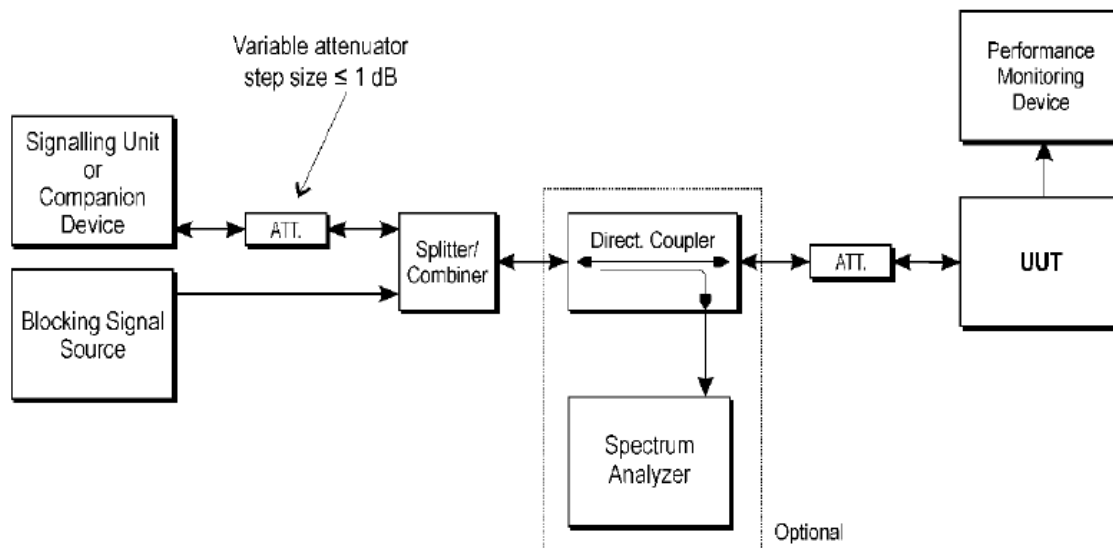 Variable attenuator
step size ≤ 1 dB
Performance
Monitoring
Device
Signalling Unit
or
Companion
Device
ATT.
Splitter/
Combiner
Direct. Coupler
ATT.
UUT
Blocking Signal
Source
Spectrum
Analyzer
Optional